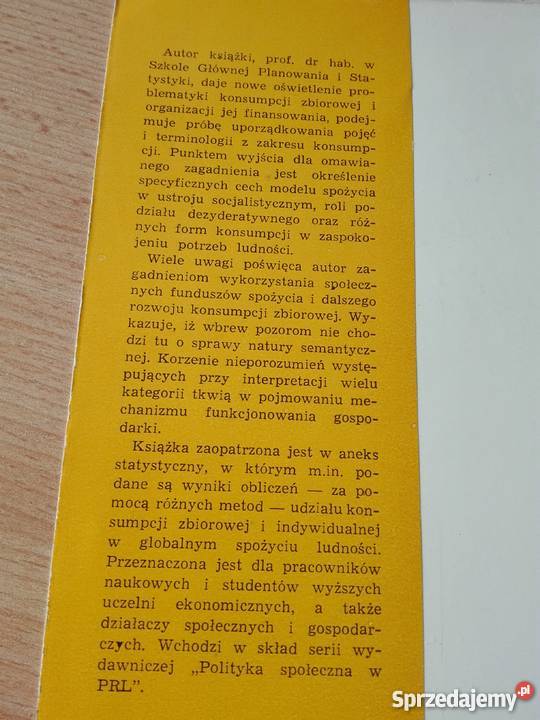 Autor książki, prof. dr hab. w
Szkole Głównej Planowania i Sta-
tystyki, daje nowe oświetlenie pro-
blematyki konsumpcji zbiorowej i
organizacji jej finansowania, podej-
muje próbę uporządkowania pojęć
i terminologii z zakresu konsump-
cji. Punktem wyjścia dla omawia-
nego zagadnienia jest określenie
specyficznych cech modelu spożycia
w ustroju socjalistycznym, roli po-
działu dezyderatywnego oraz róż-
nych form konsumpcji w zaspoko-
jeniu potrzeb ludności.
Wiele uwagi poświęca autor za-
gadnieniom wykorzystania społecz-
nych funduszów spożycia i dalszego
rozwoju konsumpcji zbiorowej. Wy-
kazuje, iż wbrew pozorom nie cho-
dzi tu o sprawy natury semantycz-
nej. Korzenie nieporozumień wystę-
pujących przy interpretacji wielu
kategorii tkwią w pojmowaniu me-
chanizmu funkcjonowania gospo-
darki.
Książka zaopatrzona jest w aneks
statystyczny, w którym m.in. po-
dane są wyniki obliczeń — za po-
mocą różnych metod — udziału kon-
sumpcji zbiorowej i indywidualnej
w globalnym spożyciu ludności.
Przeznaczona jest dla pracowników
naukowych i studentów wyższych
uczelni ekonomicznych, a także
działaczy społecznych i gospodar-
czych. Wchodzi w skład serii wy-
dawniczej „Polityka społeczna w
PRL”.
Sprzedajemy.pl